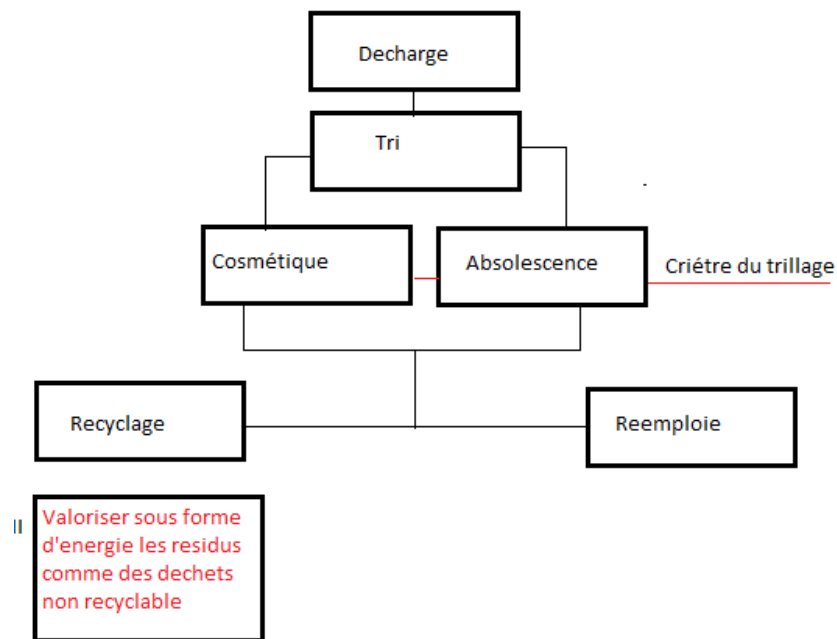 Decharge
Tri
Cosmétique
Absolescence
Criétre du trillage
Recyclage
Reemploie
II
Valoriser sous forme
d'energie les residus
comme des dechets
non recyclable